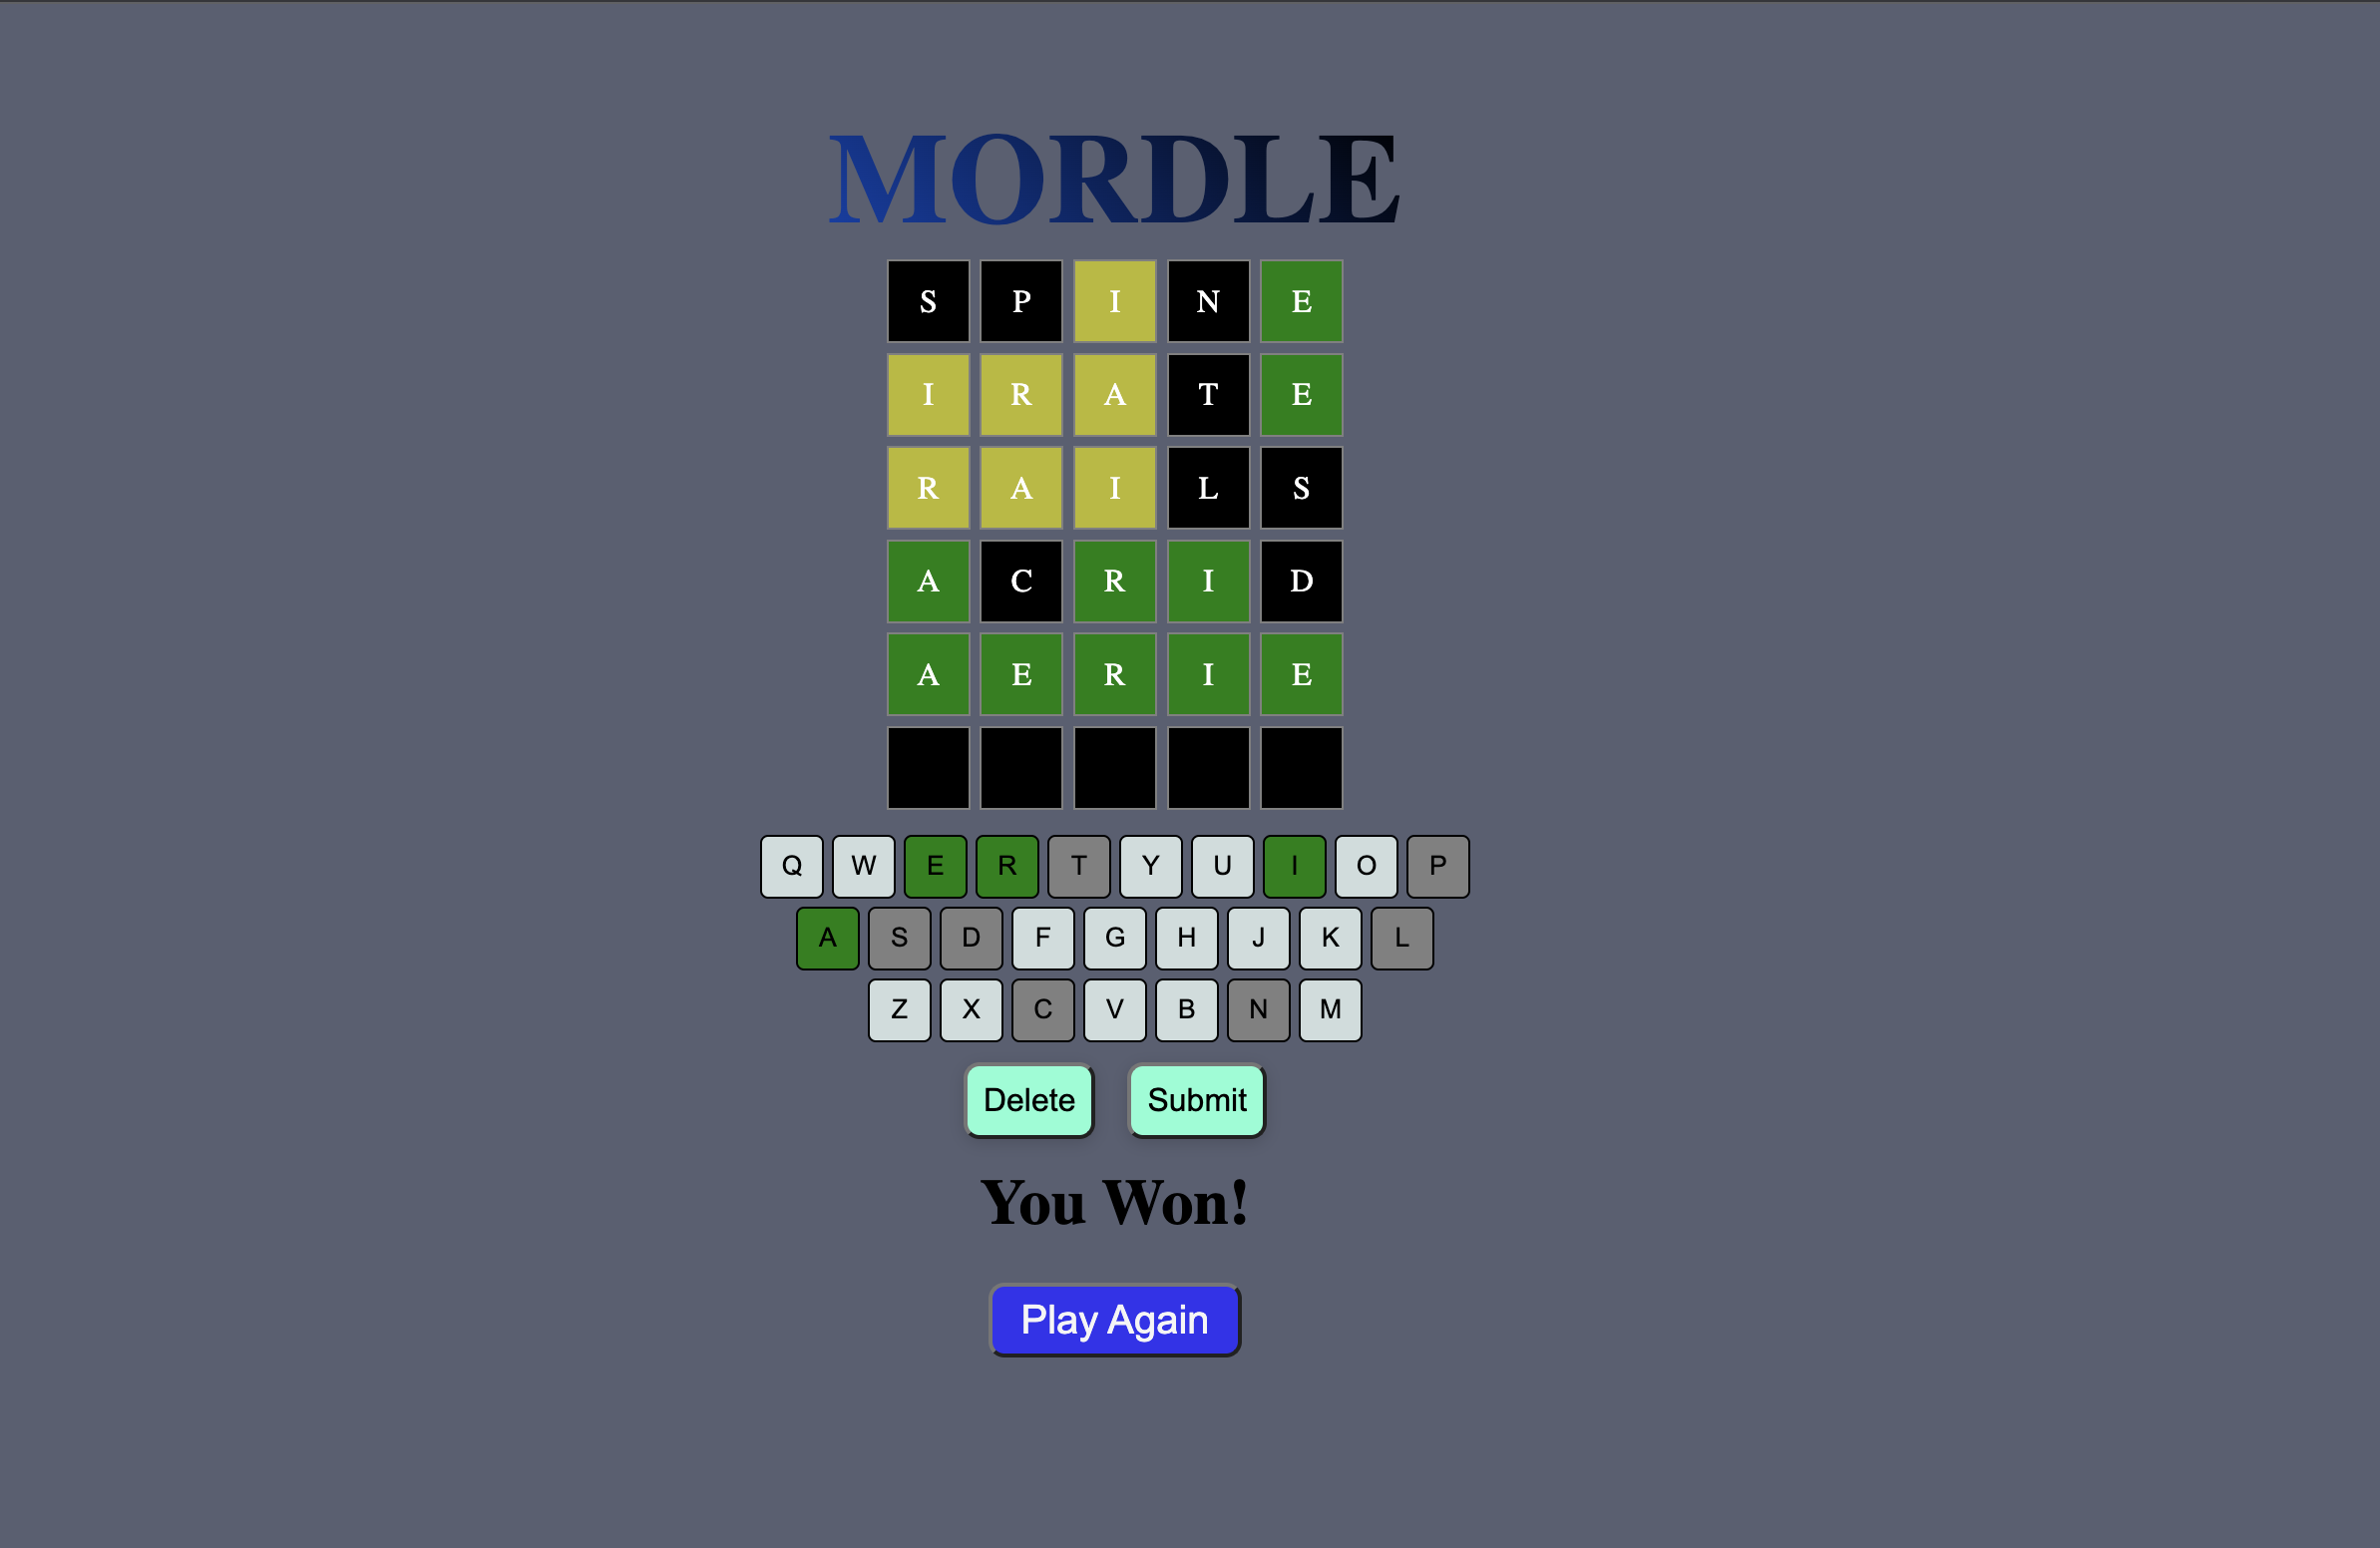 MORDLE
S P I N E
I R A T E
R A I L S
A C R I D
A E R I E
Q W E R T Y U I O P
A S D F G H J K L
Z X C V B N M
Delete Submit
You Won!
Play Again